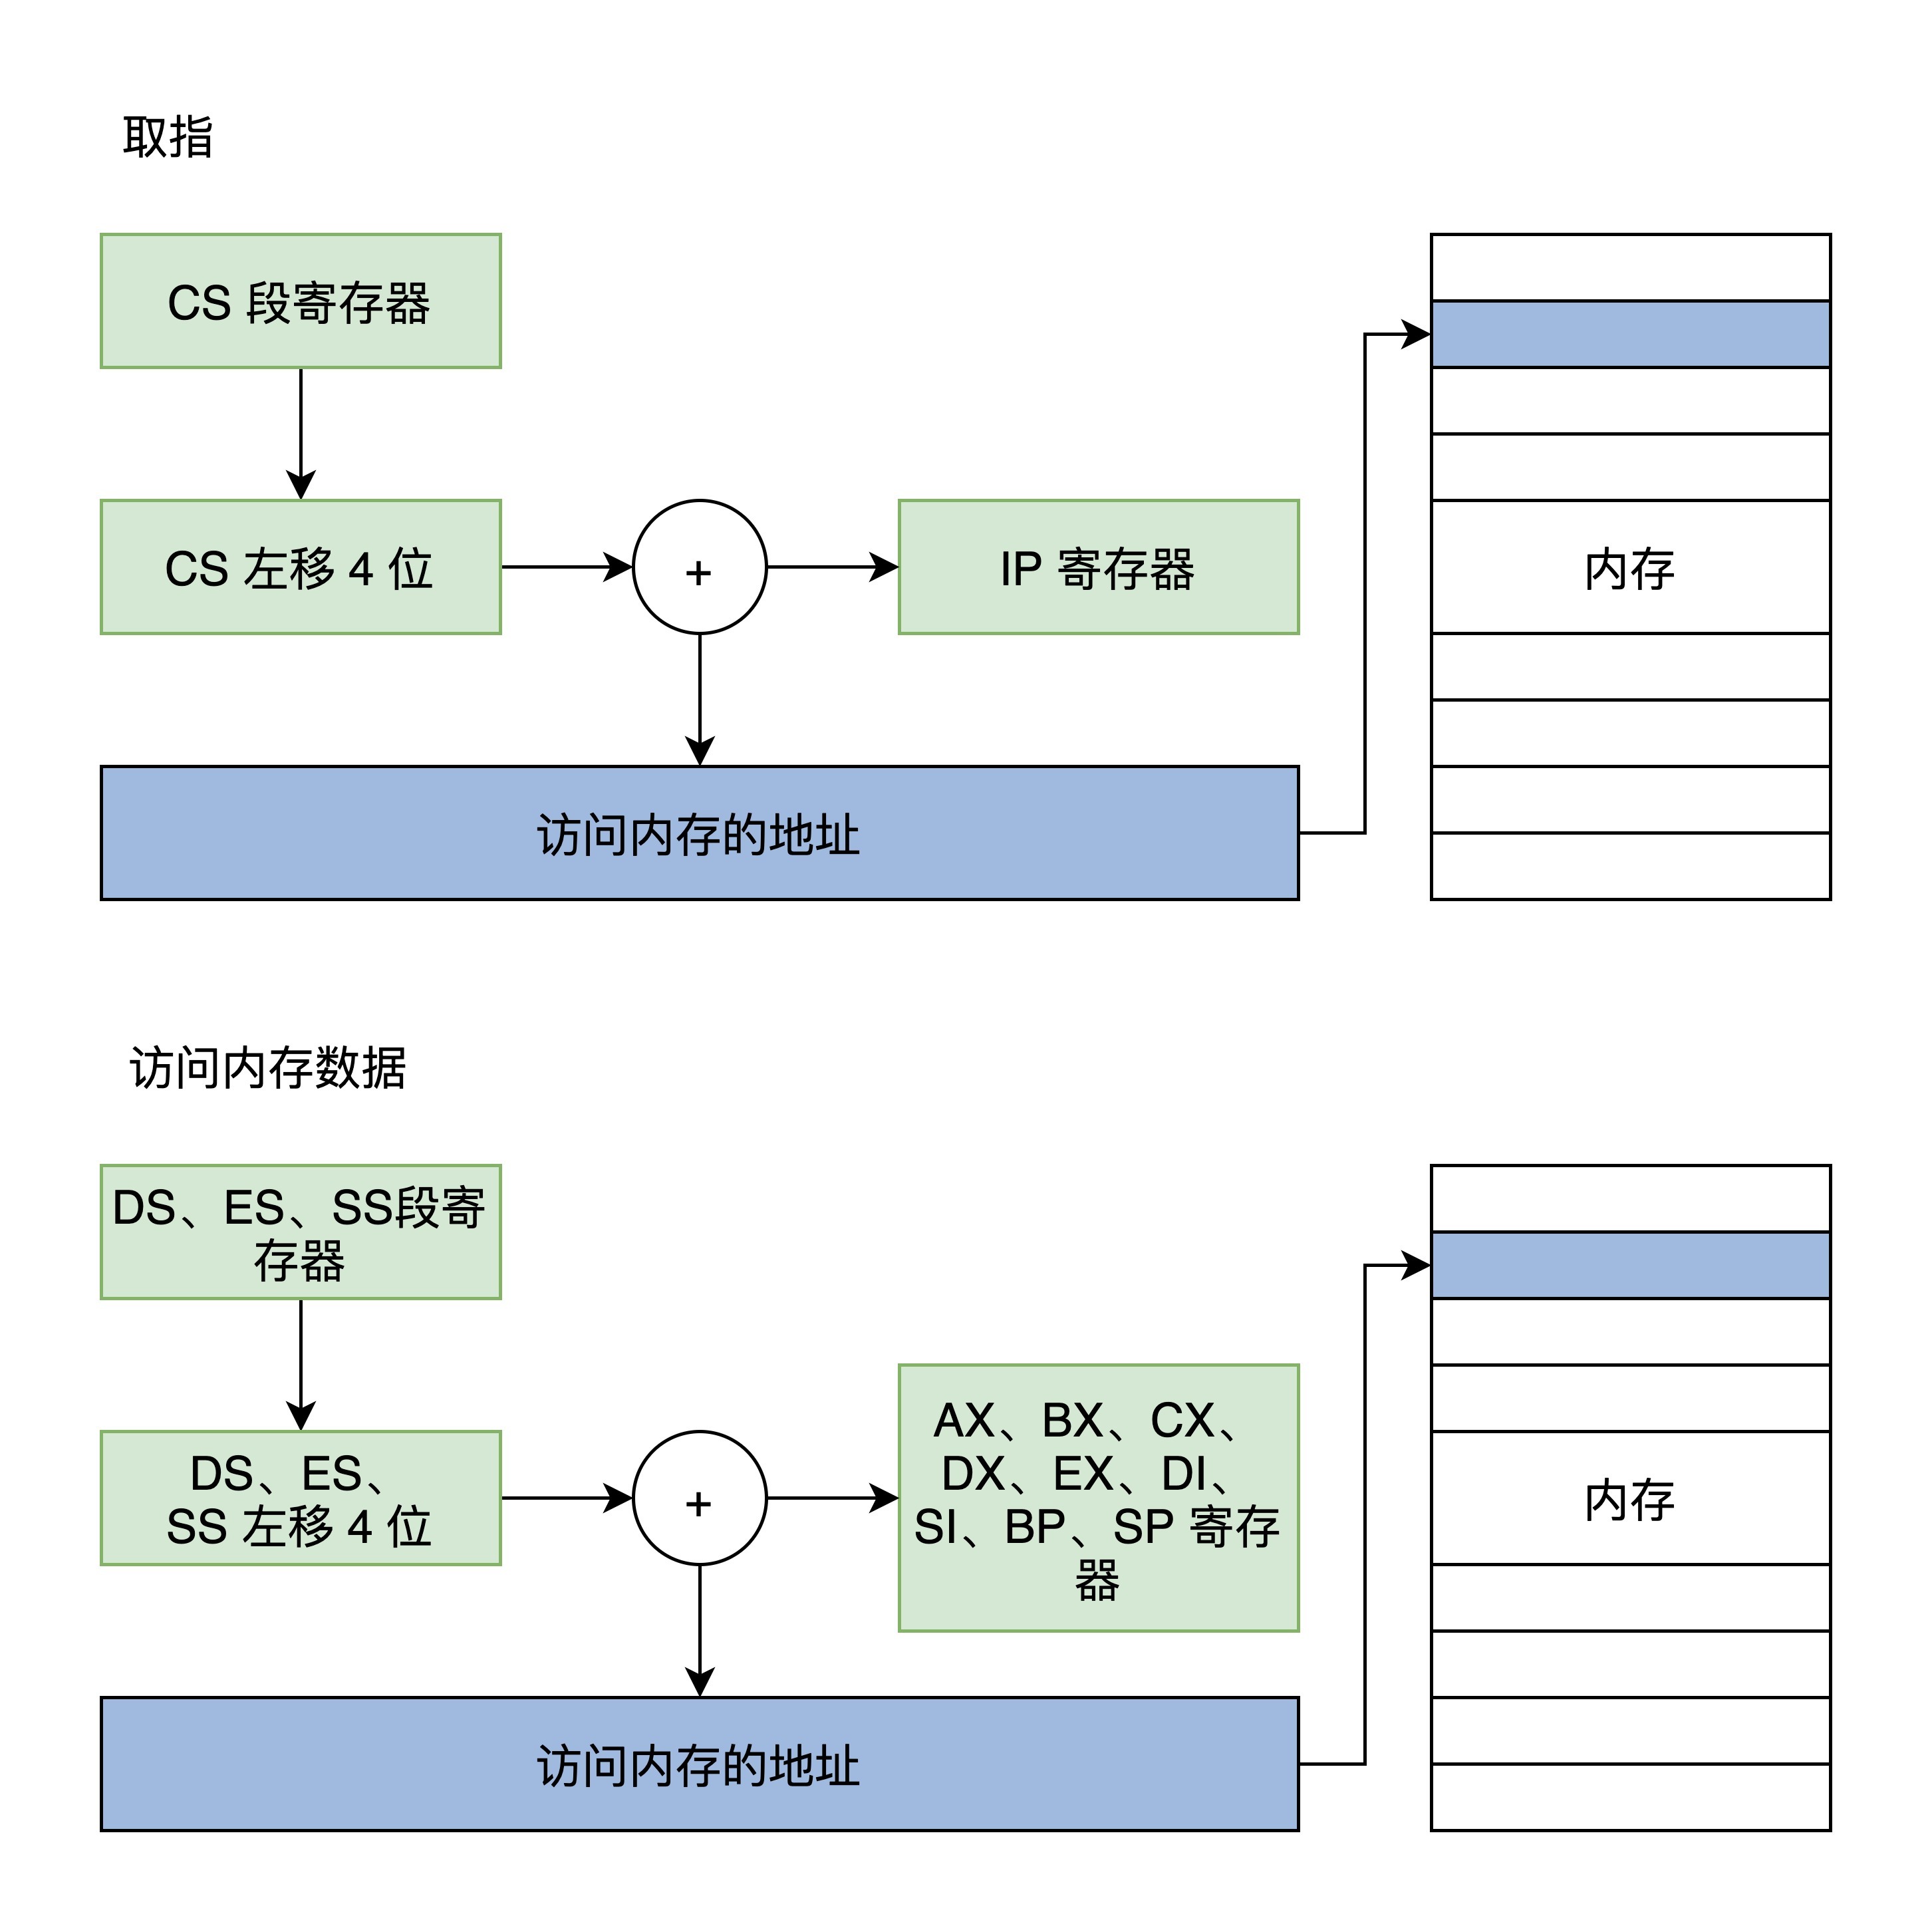 取指
CS 段寄存器
CS 左移 4 位
+
IP 寄存器
内存
访问内存的地址
访问内存数据
DS、ES、SS段寄
存器
DS、ES、
SS 左移 4 位
+
AX、BX、CX、
DX、EX、DI、
SI、BP、SP 寄存
器
内存
访问内存的地址